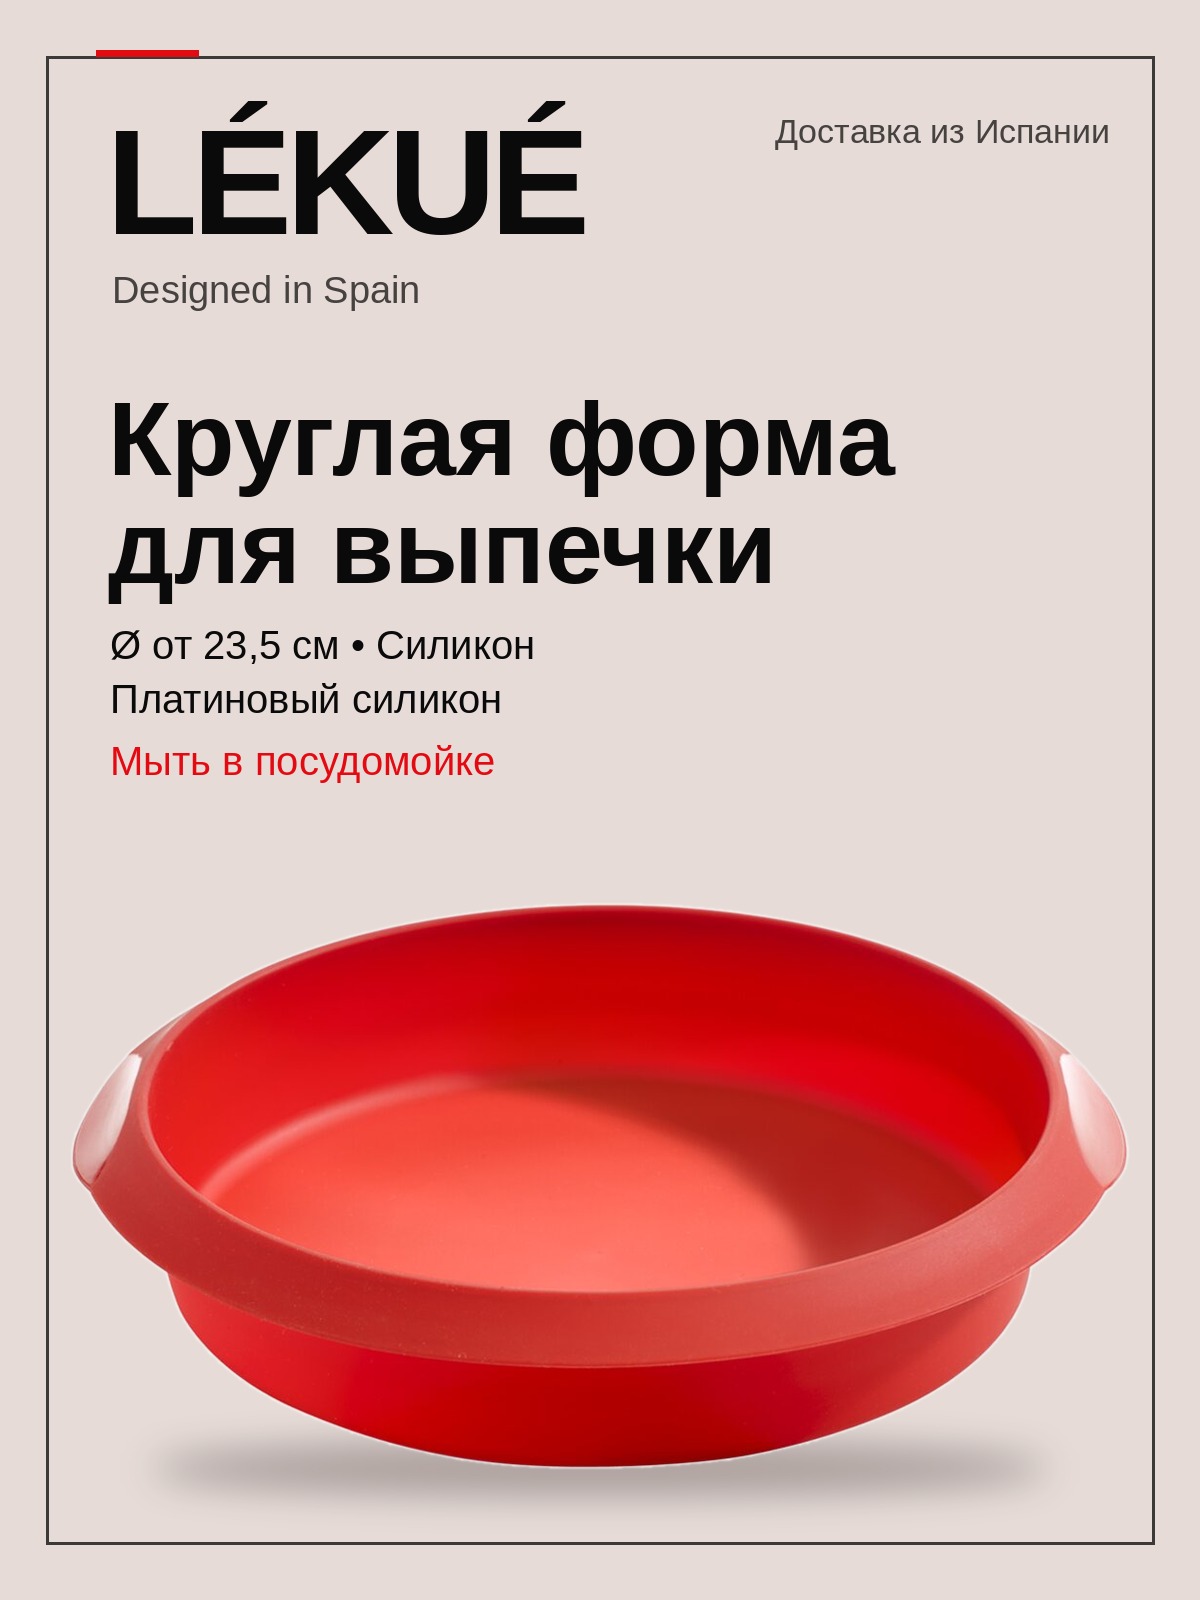 LÉKUÉ
Доставка из Испании
Designed in Spain
Круглая форма
для выпечки
Ø от 23,5 см • Силикон
Платиновый силикон
Мыть в посудомойке